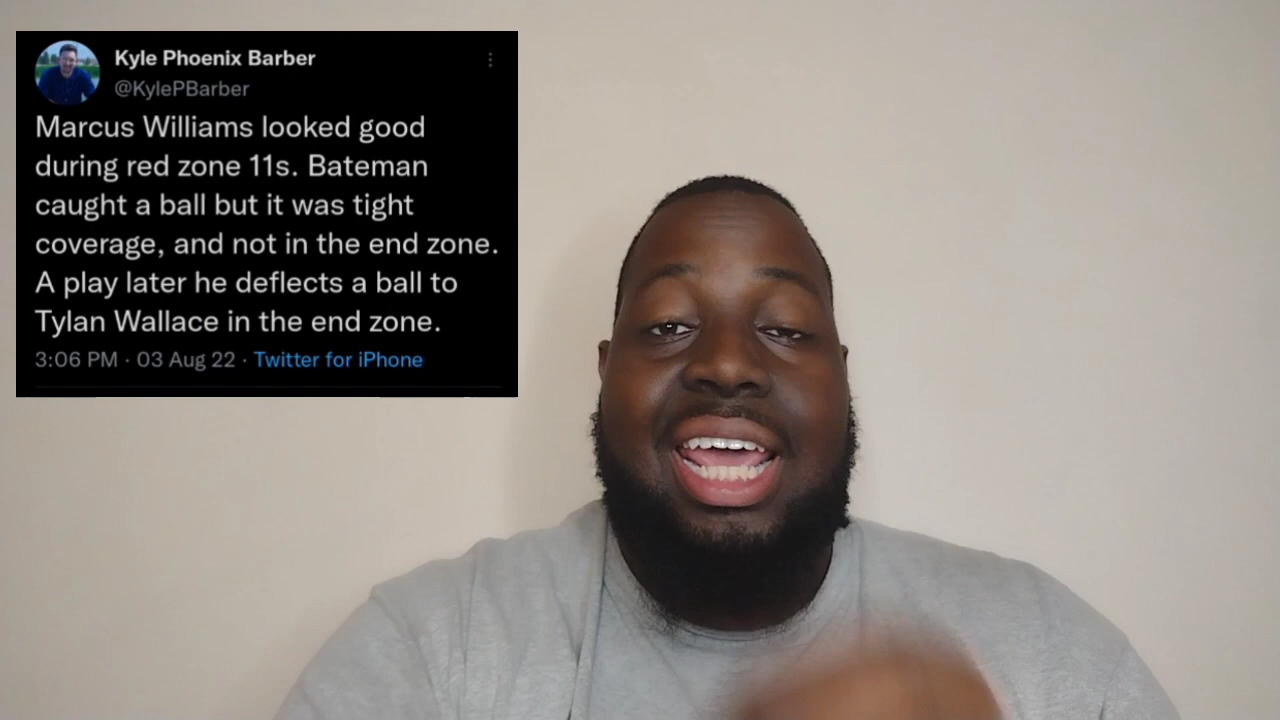 Kyle Phoenix Barber
@KylePBarber
Marcus Williams looked good
during red zone 11s. Bateman
caught a ball but it was tight
coverage, and not in the end zone.
A play later he deflects a ball to
Tylan Wallace in the end zone.
3:06 PM · 03 Aug 22 · Twitter for iPhone